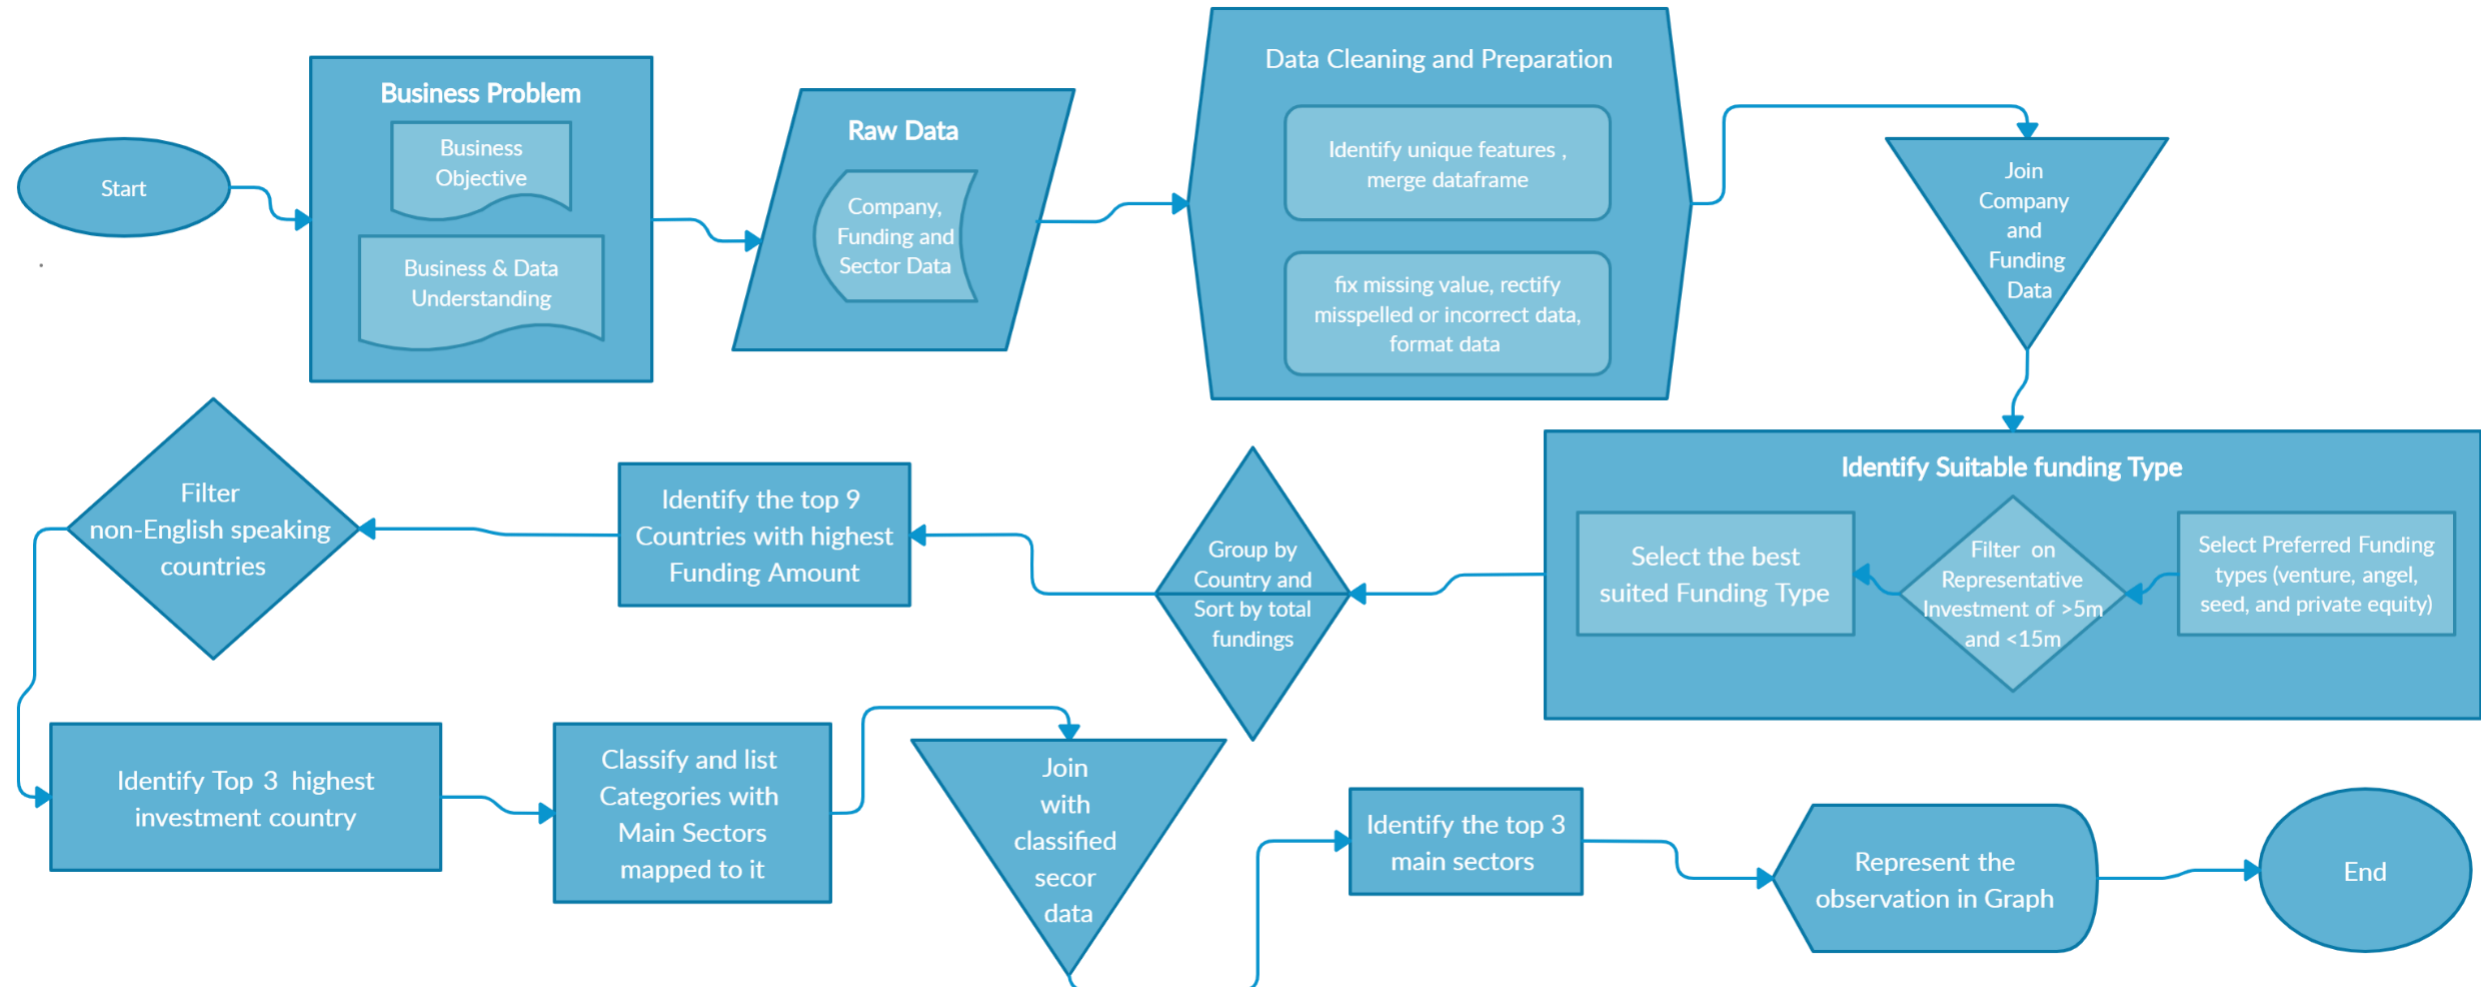 Start
Business Problem
Business
Objective
Business & Data
Understanding
Raw Data
Company,
Funding and
Sector Data
Data Cleaning and Preparation
Identify unique features ,
merge dataframe
fix missing value, rectify
misspelled or incorrect data,
format data
Join
Company
and
Funding
Data
Identify Suitable funding Type
Select Preferred Funding
types (venture, angel,
seed, and private equity)
Filter on
Representative
Investment of >5m
and <15m
Select the best
suited Funding Type
Group by
Country and
Sort by total
fundings
Identify the top 9
Countries with highest
Funding Amount
Filter
non-English speaking
countries
Identify Top 3 highest
investment country
Classify and list
Categories with
Main Sectors
mapped to it
Join
with
classified
secor
data
Identify the top 3
main sectors
Represent the
observation in Graph
End